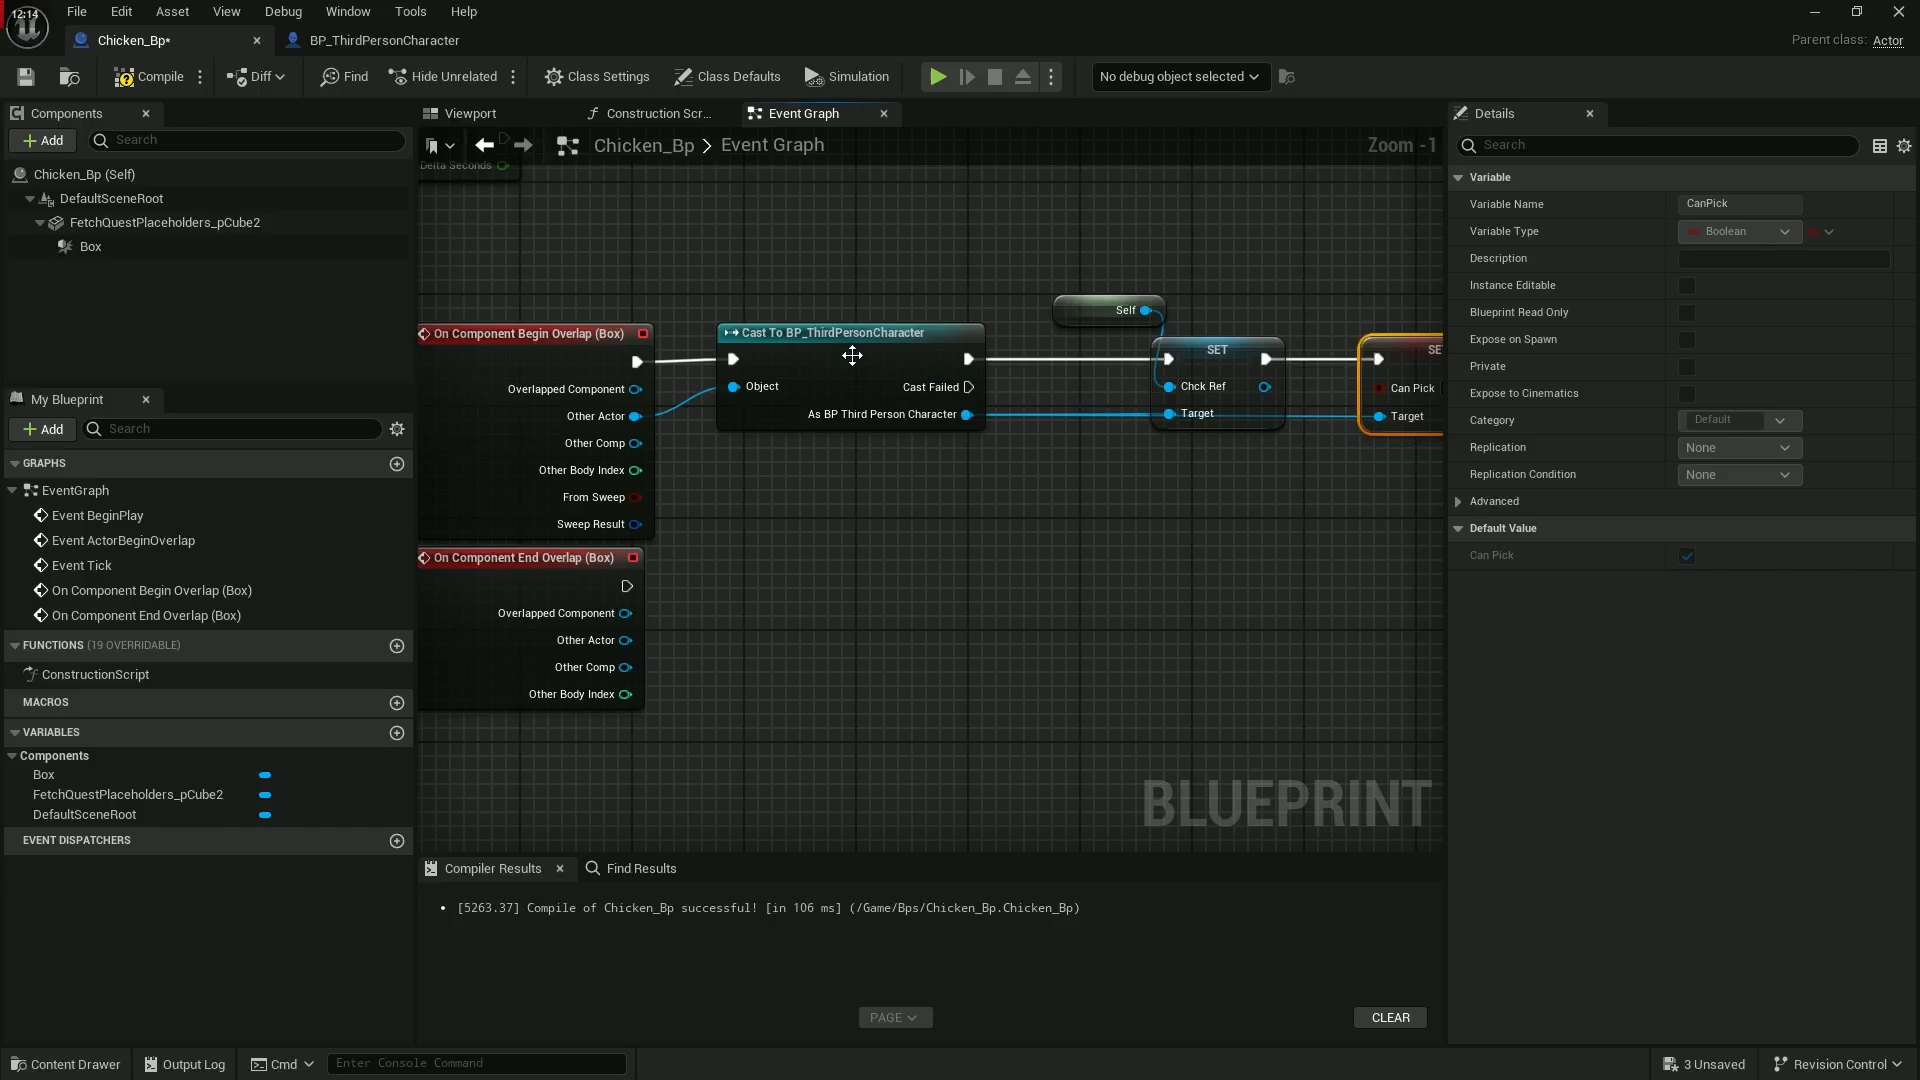 12:14
File Edit Asset View Debug Window Tools Help
Chicken_Bp*
BP_ThirdPersonCharacter
Parent class: Actor
Compile
Diff
Find
Hide Unrelated
Class Settings
Class Defaults
Simulation
No debug object selected
Components
Add
Search
Chicken_Bp (Self)
DefaultSceneRoot
FetchQuestPlaceholders_pCube2
Box
My Blueprint
Add
Search
GRAPHS
EventGraph
Event BeginPlay
Event ActorBeginOverlap
Event Tick
On Component Begin Overlap (Box)
On Component End Overlap (Box)
FUNCTIONS (19 OVERRIDABLE)
ConstructionScript
MACROS
VARIABLES
Components
Box
FetchQuestPlaceholders_pCube2
DefaultSceneRoot
EVENT DISPATCHERS
Viewport
Construction Scr...
Event Graph
Chicken_Bp > Event Graph
Zoom -1
Delta Seconds
On Component Begin Overlap (Box)
Overlapped Component
Other Actor
Other Comp
Other Body Index
From Sweep
Sweep Result
Cast To BP_ThirdPersonCharacter
Object
Cast Failed
As BP Third Person Character
Self
SET
Chck Ref
Target
SE
Can Pick
Target
On Component End Overlap (Box)
Overlapped Component
Other Actor
Other Comp
Other Body Index
BLUEPRINT
Compiler Results
Find Results
• [5263.37] Compile of Chicken_Bp successful! [in 106 ms] (/Game/Bps/Chicken_Bp.Chicken_Bp)
PAGE
CLEAR
Details
Search
Variable
Variable Name CanPick
Variable Type Boolean
Description
Instance Editable
Blueprint Read Only
Expose on Spawn
Private
Expose to Cinematics
Category Default
Replication None
Replication Condition None
Advanced
Default Value
Can Pick
Content Drawer
Output Log
Cmd
Enter Console Command
3 Unsaved
Revision Control